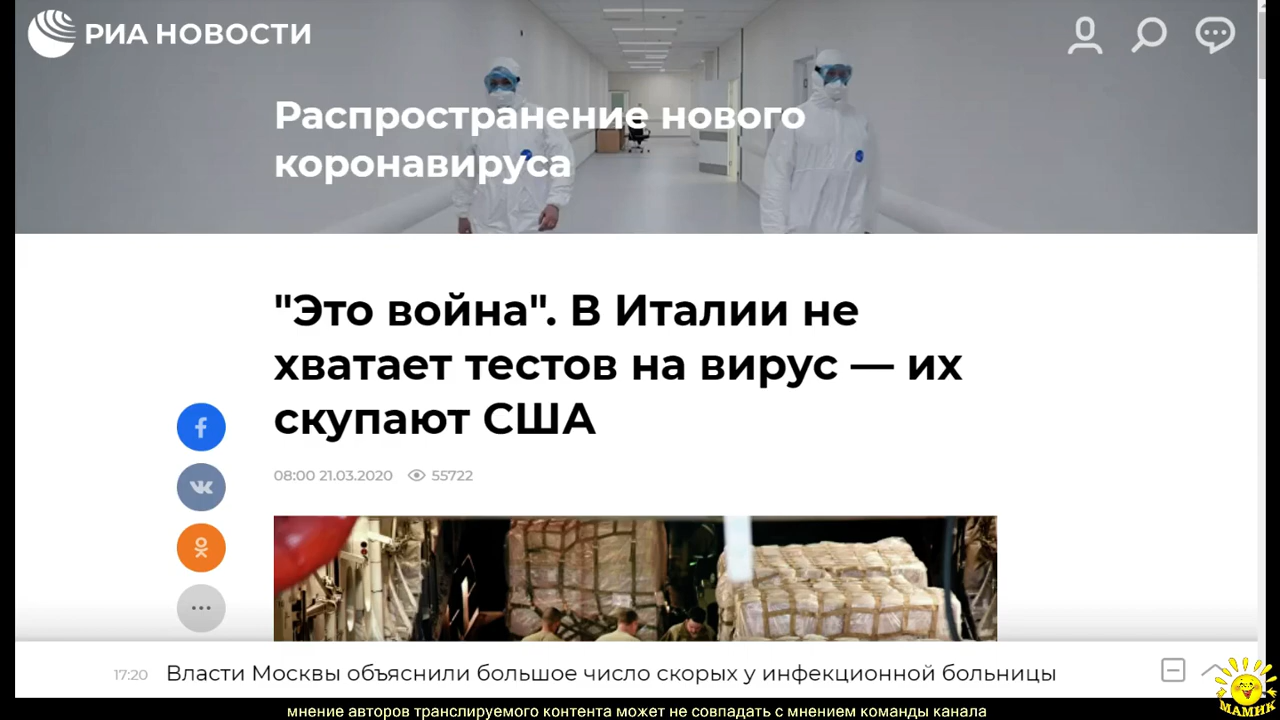 РИА НОВОСТИ
Распространение нового
коронавируса
"Это война". В Италии не
хватает тестов на вирус — их
скупают США
08:00 21.03.2020 55722
17:20 Власти Москвы объяснили большое число скорых у инфекционной больницы
МАМИК
мнение авторов транслируемого контента может не совпадать с мнением команды канала